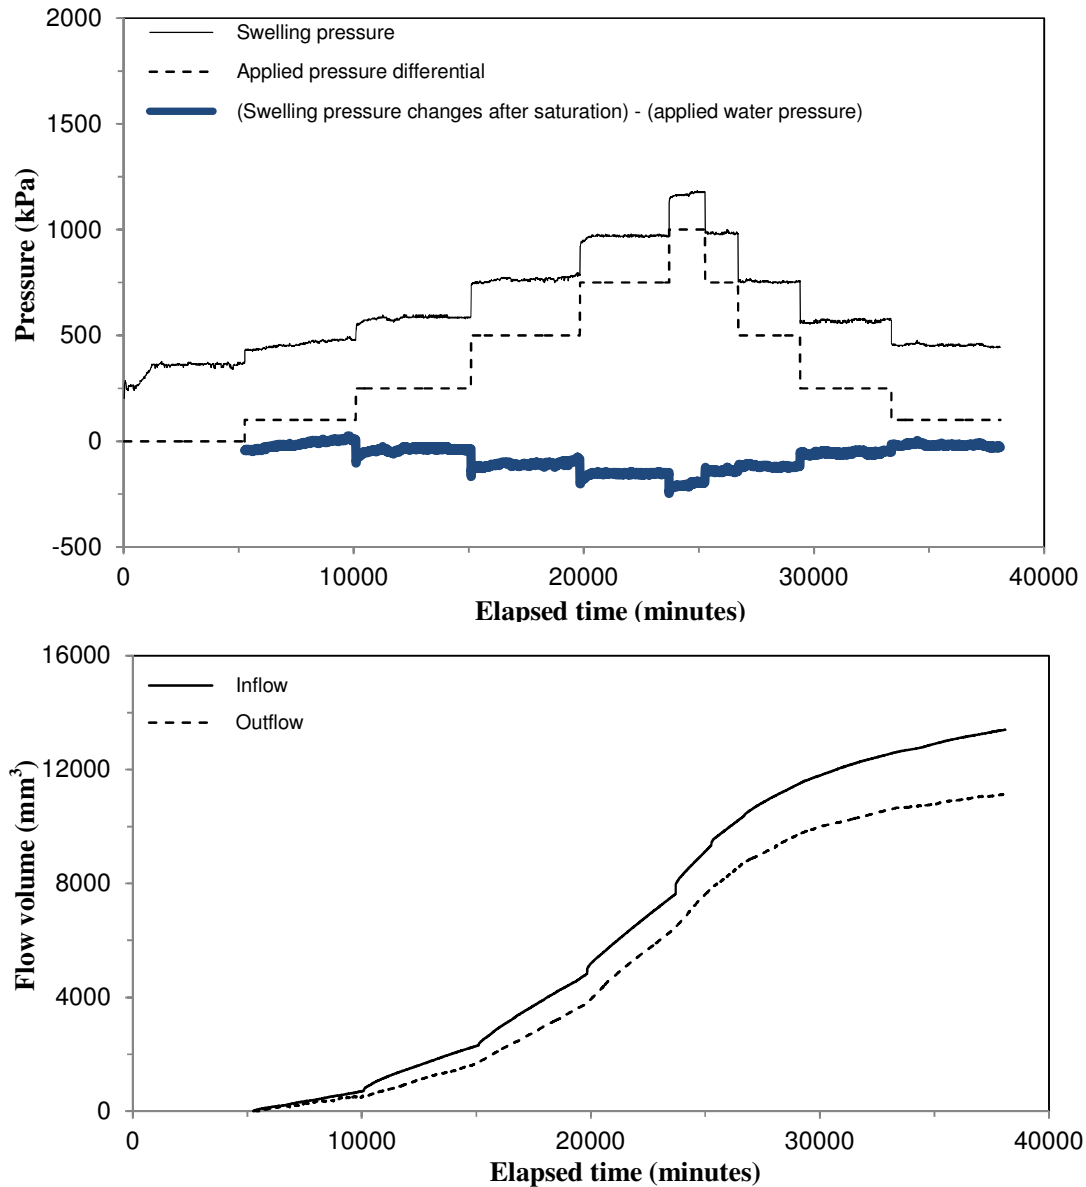 2000
1500
1000
500
0
-500
Pressure (kPa)
Swelling pressure
Applied pressure differential
(Swelling pressure changes after saturation) - (applied water pressure)
0 10000 20000 30000 40000
Elapsed time (minutes)
16000
12000
8000
4000
0
Flow volume (mm³)
Inflow
Outflow
0 10000 20000 30000 40000
Elapsed time (minutes)